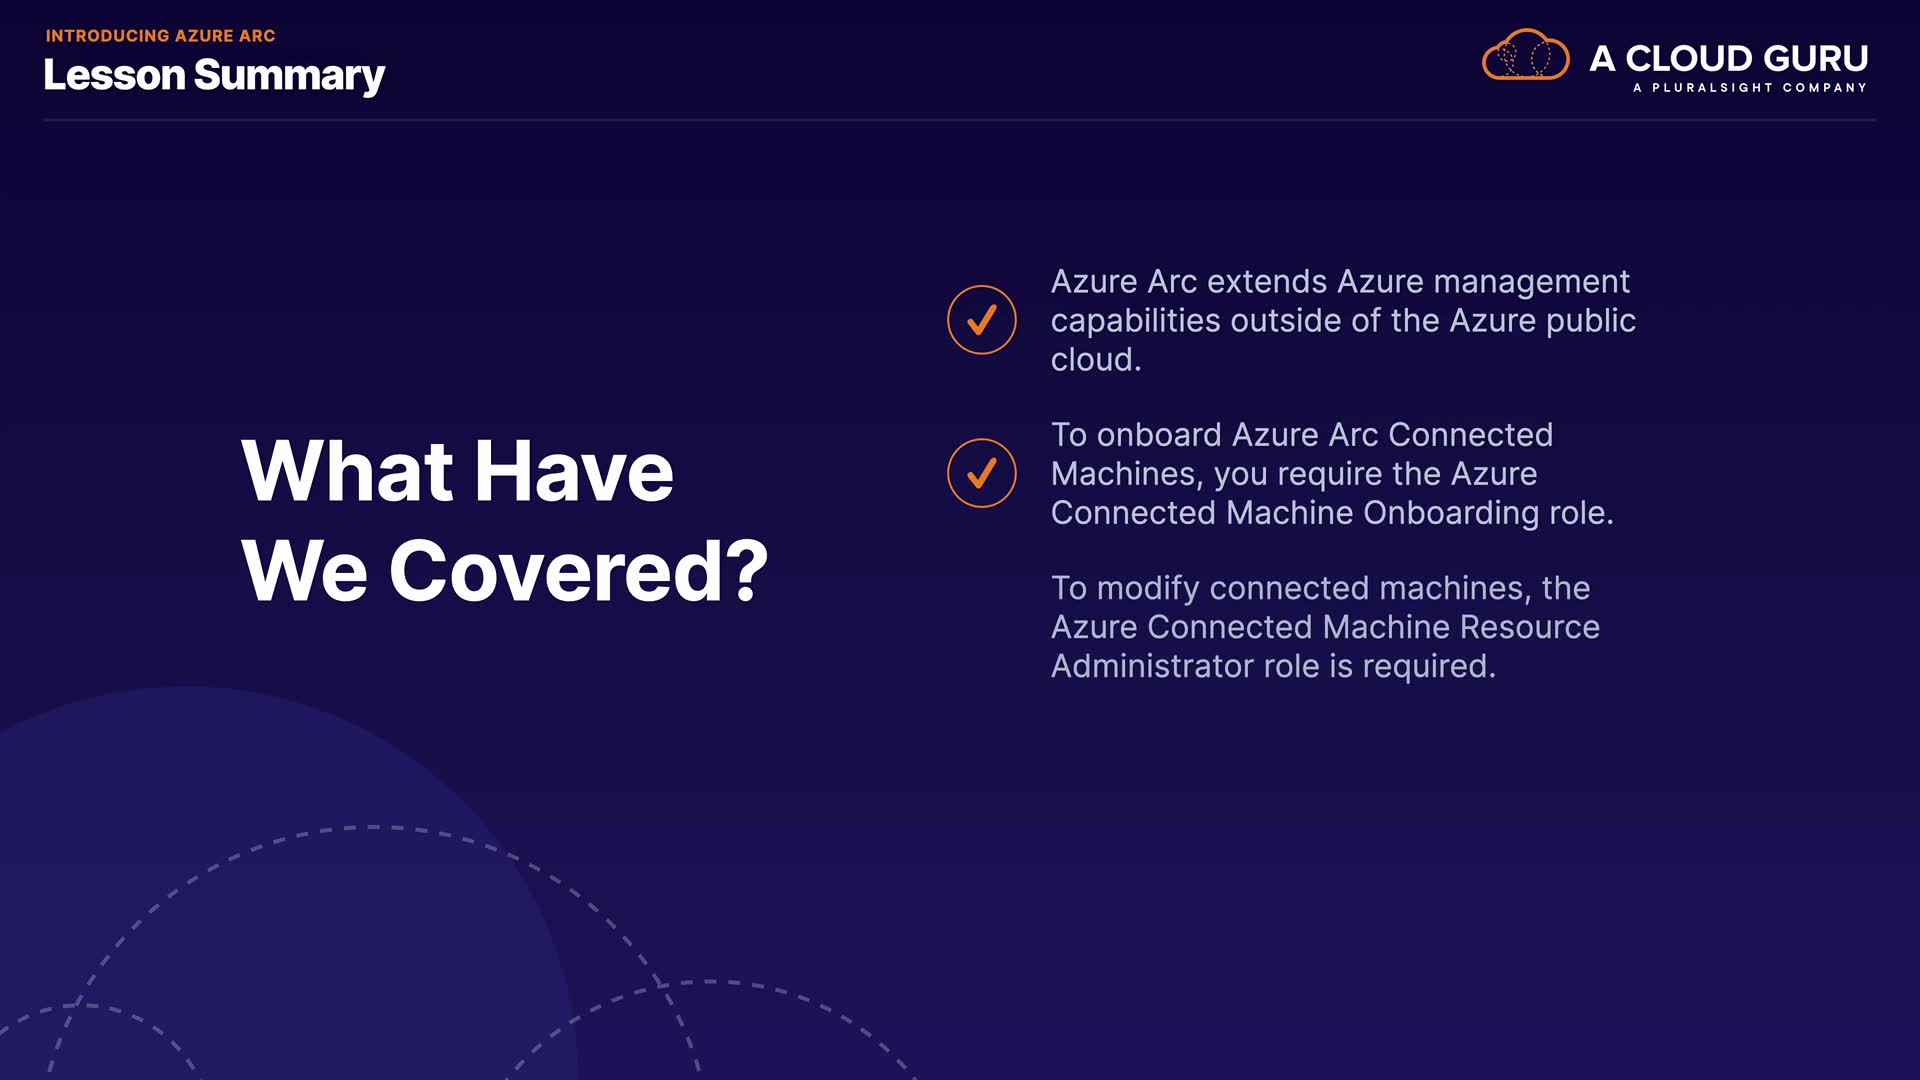 INTRODUCING AZURE ARC
Lesson Summary
A CLOUD GURU
A PLURALSIGHT COMPANY
What Have
We Covered?
Azure Arc extends Azure management
capabilities outside of the Azure public
cloud.
To onboard Azure Arc Connected
Machines, you require the Azure
Connected Machine Onboarding role.
To modify connected machines, the
Azure Connected Machine Resource
Administrator role is required.